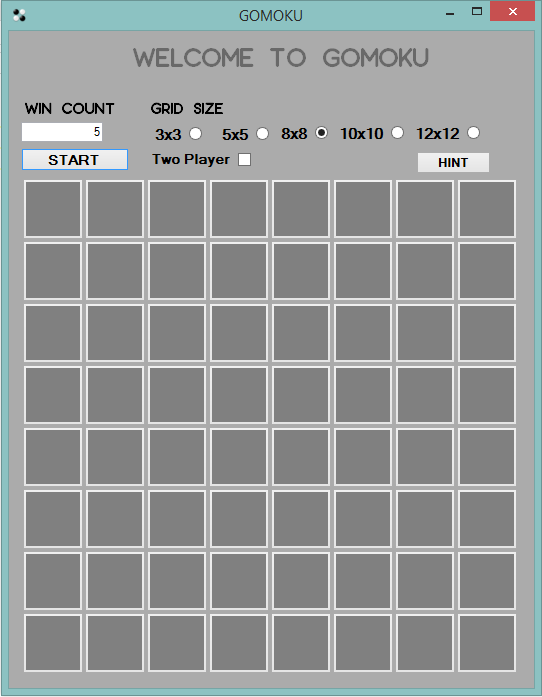 GOMOKU
WELCOME TO GOMOKU
WIN COUNT GRID SIZE
5 3x3 5x5 8x8 10x10 12x12
START Two Player HINT